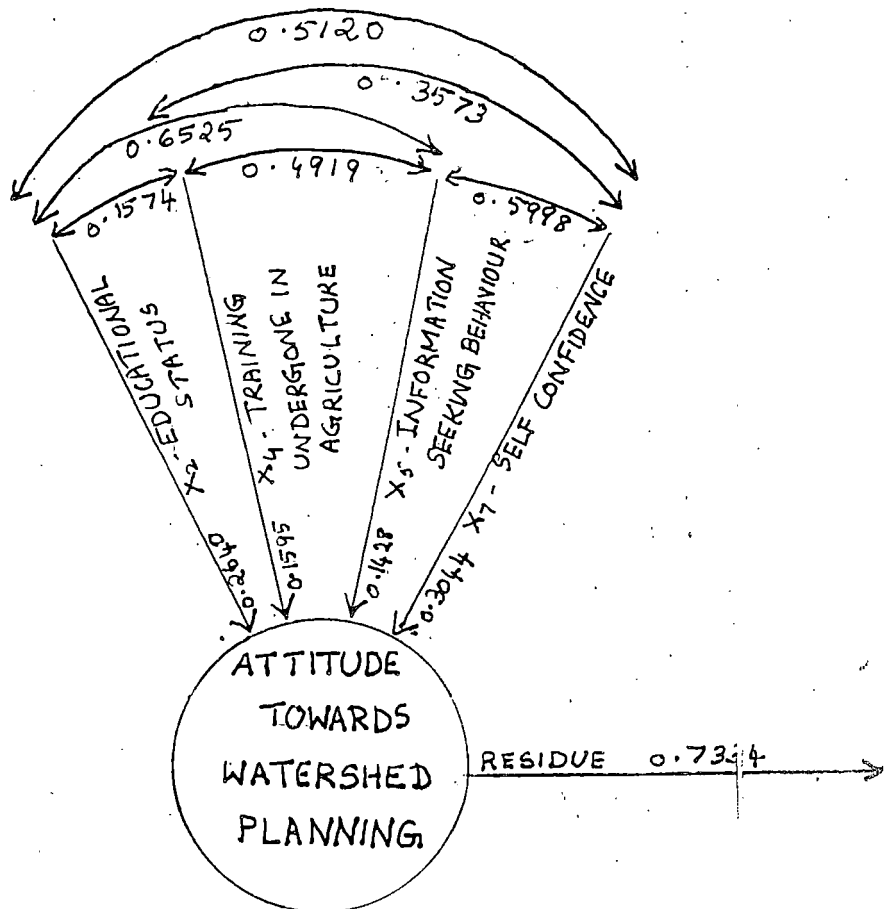 0.5120
0.3573
0.6525
0.4919
0.1574
0.5998
X2 - EDUCATIONAL
STATUS
X4 - TRAINING
UNDERGONE IN
AGRICULTURE
X5 - INFORMATION
SEEKING BEHAVIOUR
X7 - SELF CONFIDENCE
0.2640
0.1595
0.1428
0.3044
ATTITUDE
TOWARDS
WATERSHED
PLANNING
RESIDUE